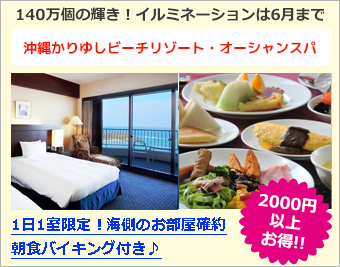 140万個の輝き！イルミネーションは6月まで
沖縄かりゆしビーチリゾート・オーシャンスパ
1日1室限定！海側のお部屋確約
朝食バイキング付き♪
2000円
以上
お得!!